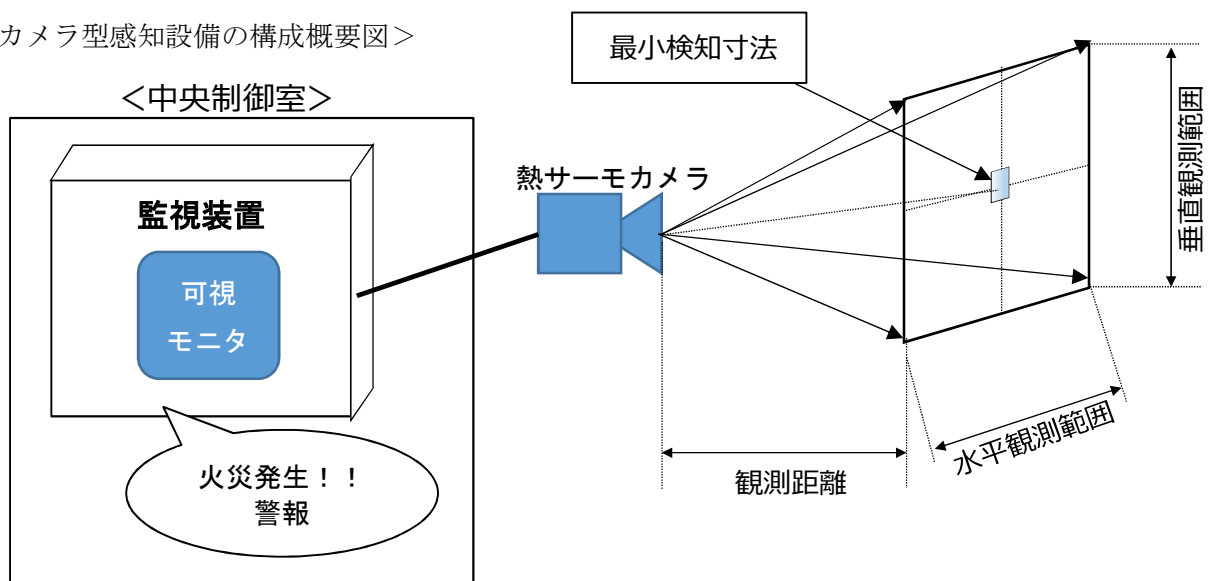 カメラ型感知設備の構成概要図＞
＜中央制御室＞
監視装置
可視
モニタ
火災発生！！
警報
熱サーモカメラ
最小検知寸法
垂直観測範囲
水平観測範囲
観測距離